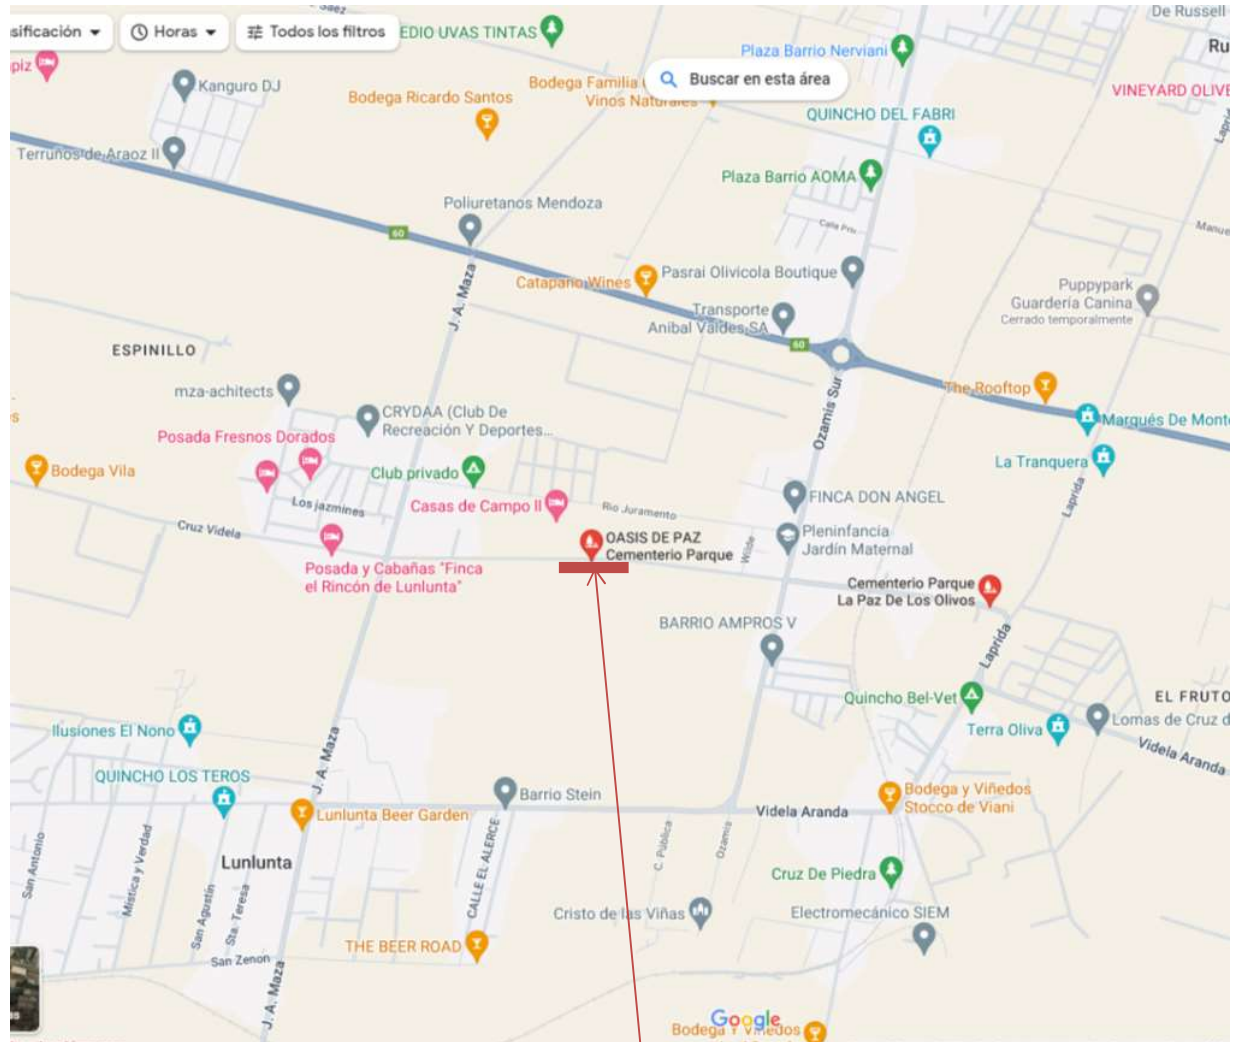 sificación
Horas
Todos los filtros
EDIO UVAS TINTAS
De Russell
Ru
piz
Kanguro DJ
Plaza Barrio Nerviani
Bodega Familia
Vinos Naturales
Buscar en esta área
Bodega Ricardo Santos
VINEYARD OLIVE
QUINCHO DEL FABRI
Terruños de Araoz II
Plaza Barrio AOMA
Poliuretanos Mendoza
60
Manue
Catapano Wines
Pasrai Olivicola Boutique
Puppypark
Guardería Canina
Cerrado temporalmente
J. A. Maza
Transporte
Anibal Valdes SA
60
ESPINILLO
mza-achitects
The Rooftop
CRYDAA (Club De
Recreación Y Deportes...
Ozamis Sur
Marqués De Monte
Posada Fresnos Dorados
Bodega Vila
Club privado
La Tranquera
Los jazmines
Casas de Campo II
Rio Juramento
FINCA DON ANGEL
Laprida
Cruz Videla
OASIS DE PAZ
Cementerio Parque
Wilde
Pleninfancia
Jardín Maternal
Posada y Cabañas "Finca
el Rincón de Lunlunta"
Cementerio Parque
La Paz De Los Olivos
BARRIO AMPROS V
Laprida
Quincho Bel-Vet
EL FRUTO
Ilusiones El Nono
Terra Oliva
Lomas de Cruz d
Videla Aranda
J. A. Maza
QUINCHO LOS TEROS
Barrio Stein
Bodega y Viñedos
Stocco de Viani
Lunlunta Beer Garden
Videla Aranda
San Antonio
Mistica y Verdad
Lunlunta
CALLE EL ALERCE
C. Pública
Ozamis
Cruz De Piedra
San Agustín
Sta. Teresa
Cristo de las Viñas
Electromecánico SIEM
THE BEER ROAD
San Zenon
J. A. Maza
Google
Bodega Y Viñedos